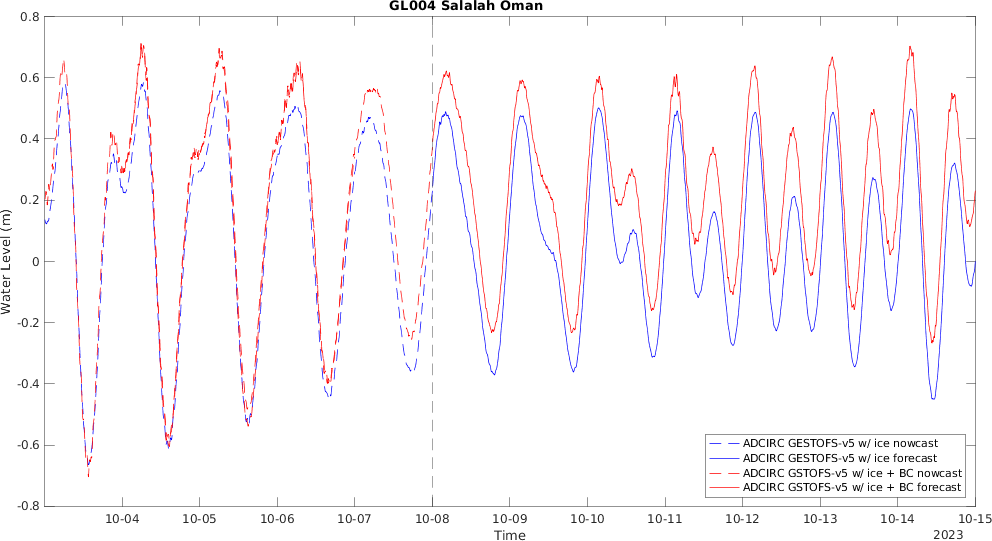 GL004 Salalah Oman
0.8
0.6
0.4
0.2
0
-0.2
-0.4
-0.6
-0.8
Water Level (m)
ADCIRC GESTOFS-v5 w/ ice nowcast
ADCIRC GESTOFS-v5 w/ ice forecast
ADCIRC GSTOFS-v5 w/ ice + BC nowcast
ADCIRC GSTOFS-v5 w/ ice + BC forecast
10-04 10-05 10-06 10-07 10-08 10-09 10-10 10-11 10-12 10-13 10-14 10-15
Time
2023